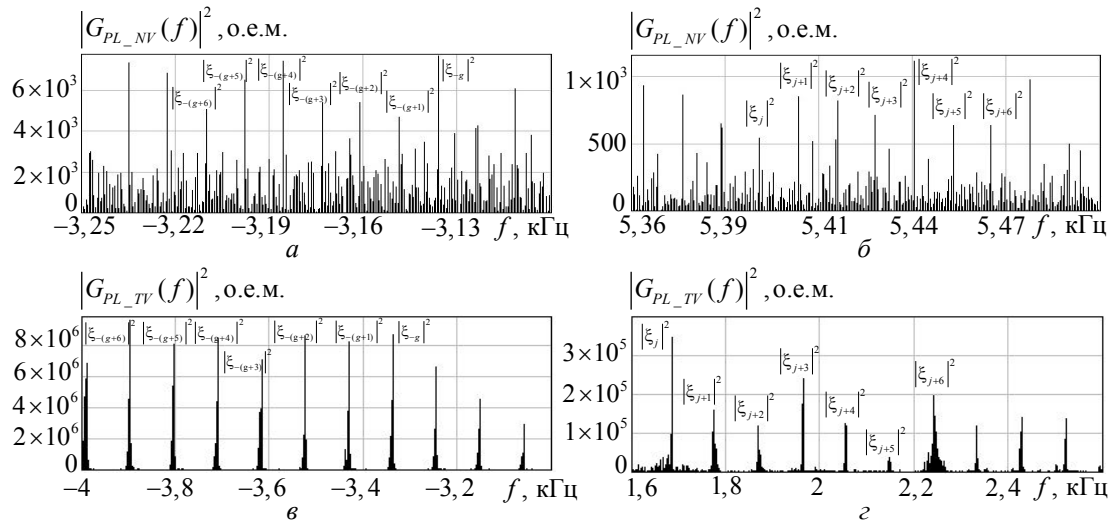 |G_{PL_NV}(f)|², о.е.м.
6×10³
4×10³
2×10³
0
|ξ_{-(g+6)}|² |ξ_{-(g+5)}|² |ξ_{-(g+4)}|² |ξ_{-(g+3)}|² |ξ_{-(g+2)}|² |ξ_{-(g+1)}|² |ξ_{-g}|²
−3,25 −3,22 −3,19 −3,16 −3,13 f, кГц
а
|G_{PL_NV}(f)|², о.е.м.
1×10³
500
0
|ξ_j|² |ξ_{j+1}|² |ξ_{j+2}|² |ξ_{j+3}|² |ξ_{j+4}|² |ξ_{j+5}|² |ξ_{j+6}|²
5,36 5,39 5,41 5,44 5,47 f, кГц
б
|G_{PL_TV}(f)|², о.е.м.
8×10⁶
6×10⁶
4×10⁶
2×10⁶
0
|ξ_{-(g+6)}|² |ξ_{-(g+5)}|² |ξ_{-(g+4)}|² |ξ_{-(g+3)}|² |ξ_{-(g+2)}|² |ξ_{-(g+1)}|² |ξ_{-g}|²
−4 −3,8 −3,6 −3,4 −3,2 f, кГц
в
|G_{PL_TV}(f)|², о.е.м.
3×10⁵
2×10⁵
1×10⁵
0
|ξ_j|² |ξ_{j+1}|² |ξ_{j+2}|² |ξ_{j+3}|² |ξ_{j+4}|² |ξ_{j+5}|² |ξ_{j+6}|²
1,6 1,8 2 2,2 2,4 f, кГц
г